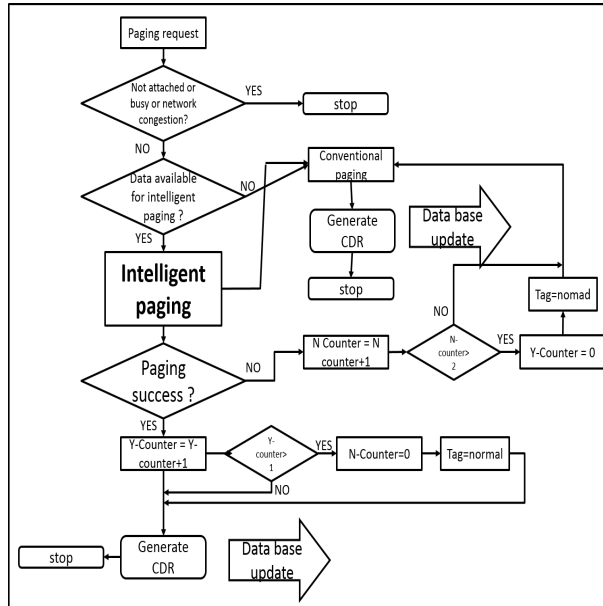 Paging request
Not attached or
busy or network
congestion?
YES
stop
NO
Data available
for intelligent
paging ?
NO
Conventional
paging
YES
Generate
CDR
Data base
update
stop
Intelligent
paging
Tag=nomad
NO
N-
counter>
2
YES
Y-Counter = 0
N Counter = N
counter+1
NO
Paging
success ?
YES
Y-Counter = Y-
counter+1
Y-
counter>
1
YES
N-Counter=0
Tag=normal
NO
Generate
CDR
stop
Data base
update